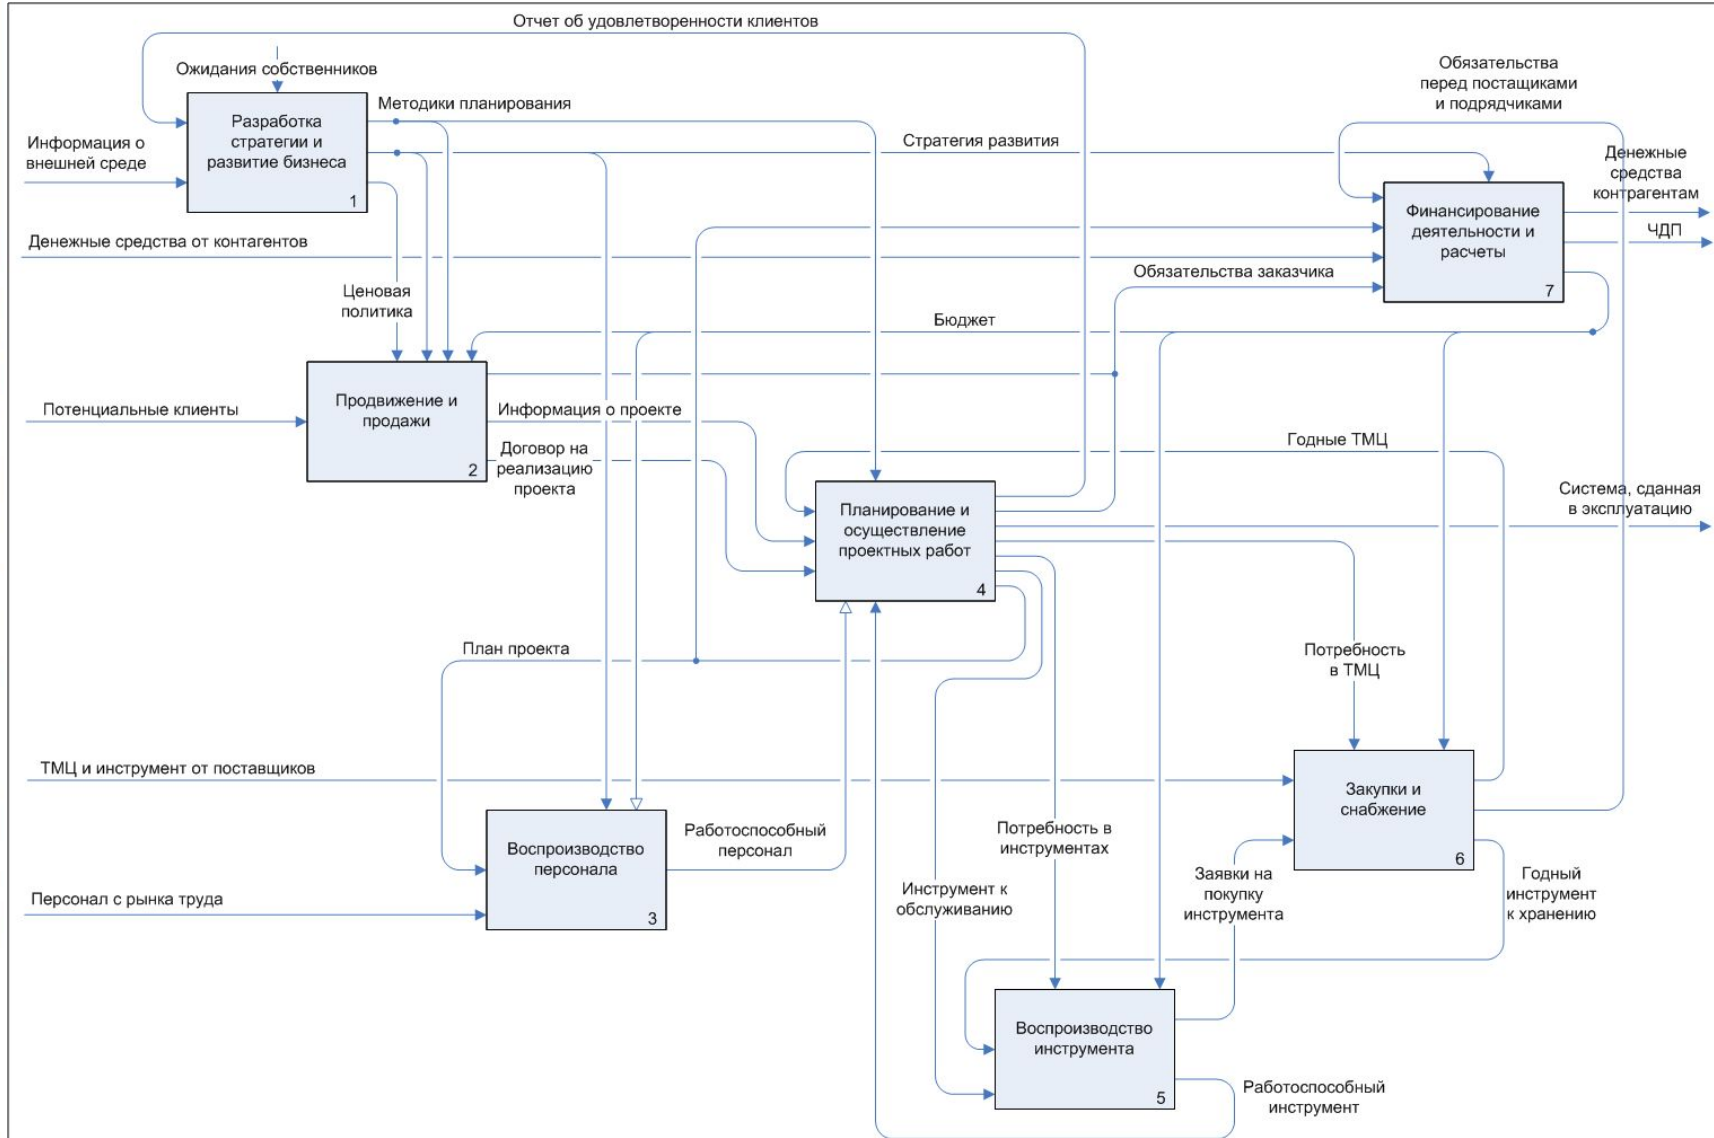 Отчет об удовлетворенности клиентов
Ожидания собственников
Методики планирования
Обязательства
перед постащиками
и подрядчиками
Информация о
внешней среде
Разработка
стратегии и
развитие бизнеса
1
Стратегия развития
Денежные
средства
контрагентам
Финансирование
деятельности и
расчеты
7
ЧДП
Денежные средства от контагентов
Обязательства заказчика
Ценовая
политика
Бюджет
Потенциальные клиенты
Продвижение и
продажи
2
Информация о проекте
Договор на
реализацию
проекта
Годные ТМЦ
Система, сданная
в эксплуатацию
Планирование и
осуществление
проектных работ
4
План проекта
Потребность
в ТМЦ
ТМЦ и инструмент от поставщиков
Закупки и
снабжение
6
Воспроизводство
персонала
3
Работоспособный
персонал
Потребность в
инструментах
Персонал с рынка труда
Инструмент к
обслуживанию
Заявки на
покупку
инструмента
Годный
инструмент
к хранению
Воспроизводство
инструмента
5
Работоспособный
инструмент